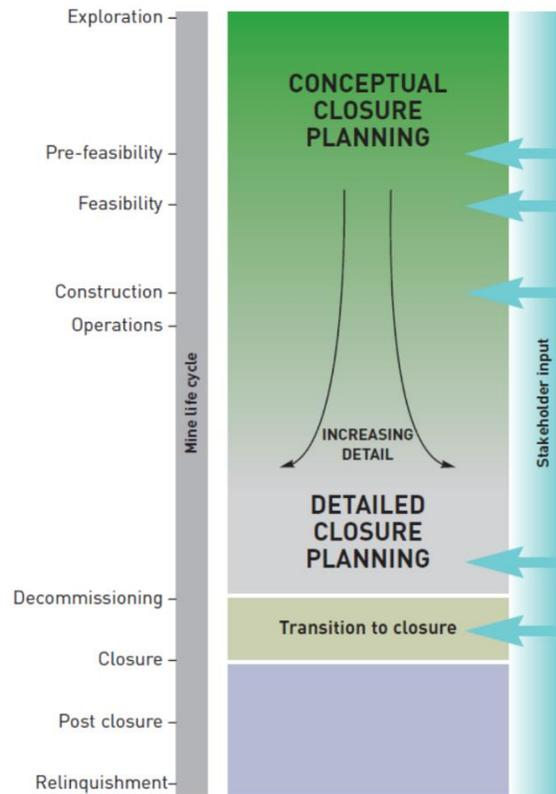 Exploration
CONCEPTUAL
CLOSURE
PLANNING
Pre-feasibility
Feasibility
Construction
Operations
Mine life cycle
Stakeholder input
INCREASING
DETAIL
DETAILED
CLOSURE
PLANNING
Decommissioning
Transition to closure
Closure
Post closure
Relinquishment